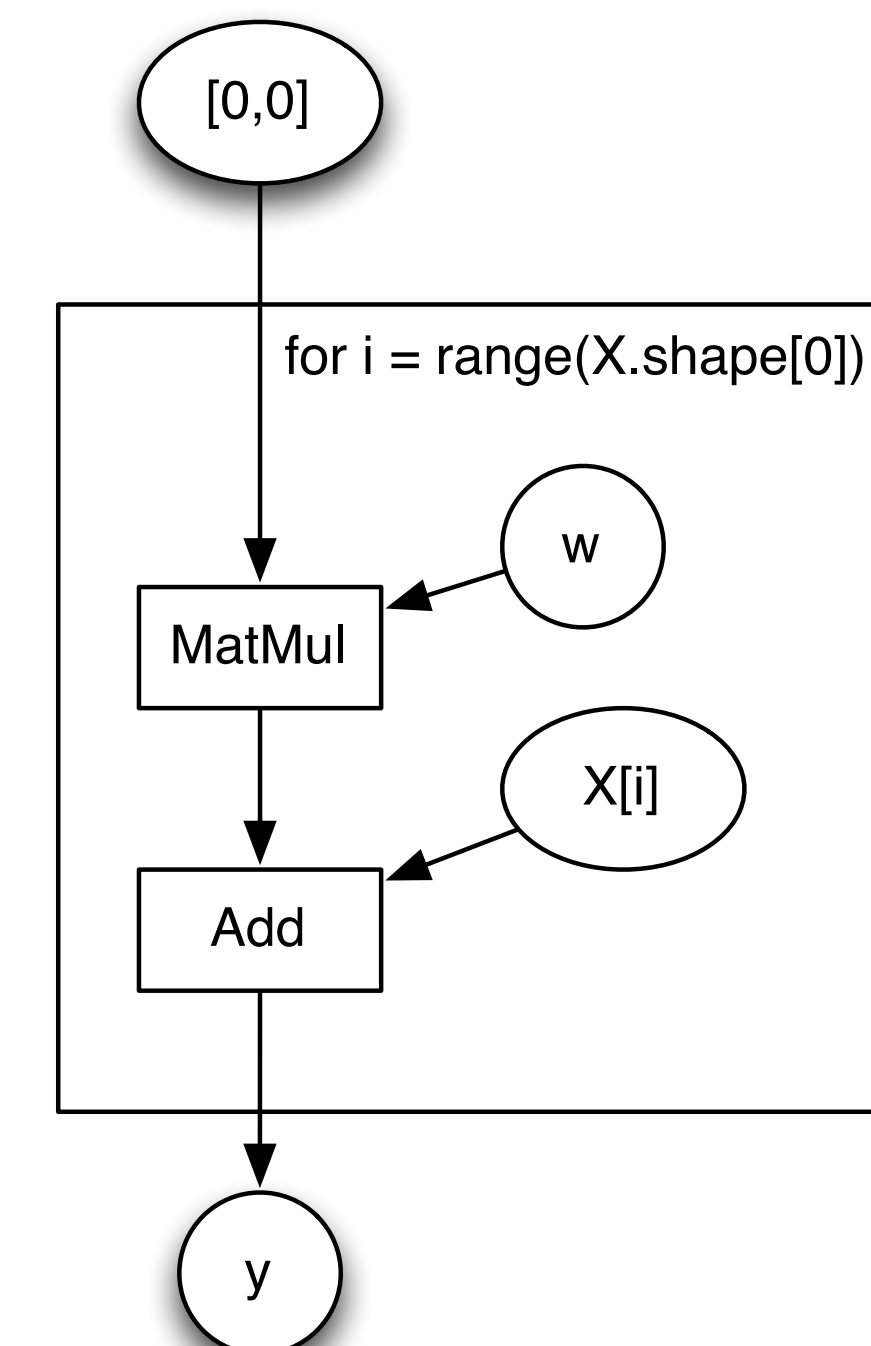 [0,0]
for i = range(X.shape[0])
w
MatMul
X[i]
Add
y